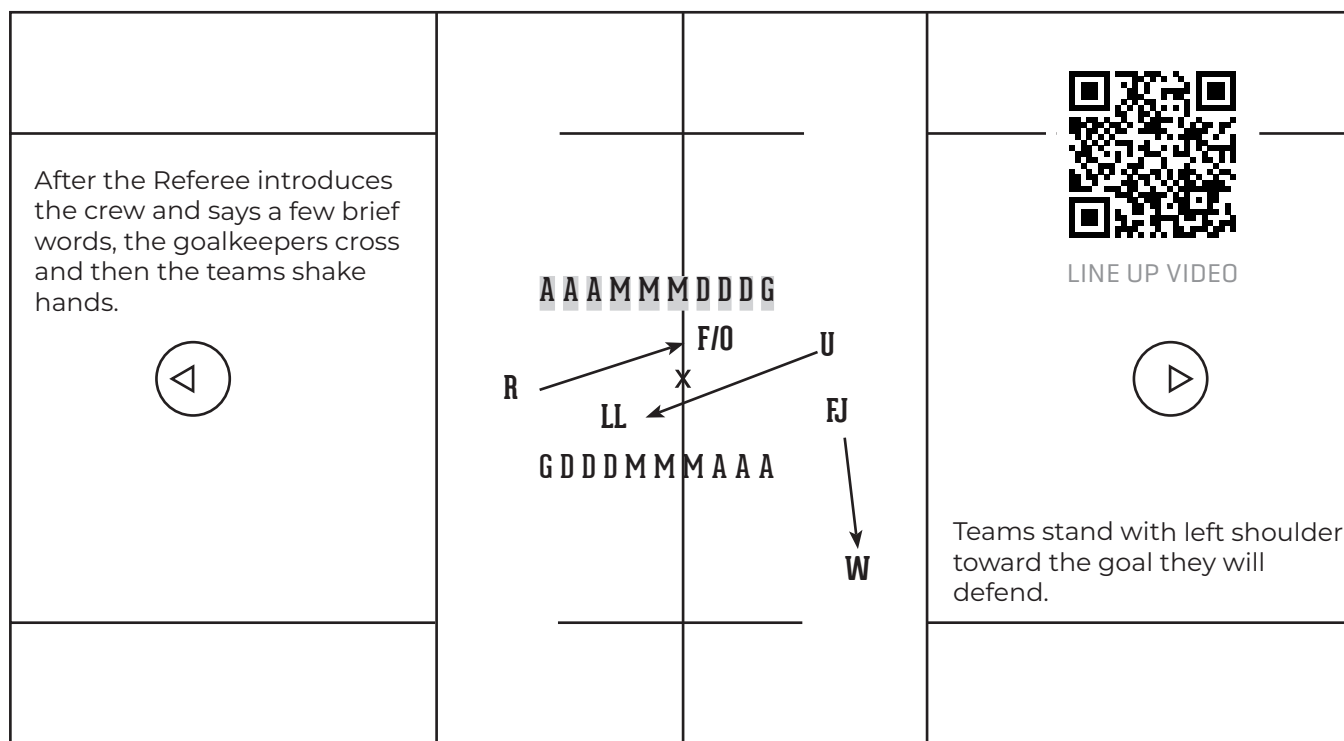 After the Referee introduces
the crew and says a few brief
words, the goalkeepers cross
and then the teams shake
hands.
LINE UP VIDEO
A A A M M M D D D G
F/O
U
X
R
LL
FJ
G D D D M M M A A A
W
Teams stand with left shoulder
toward the goal they will
defend.